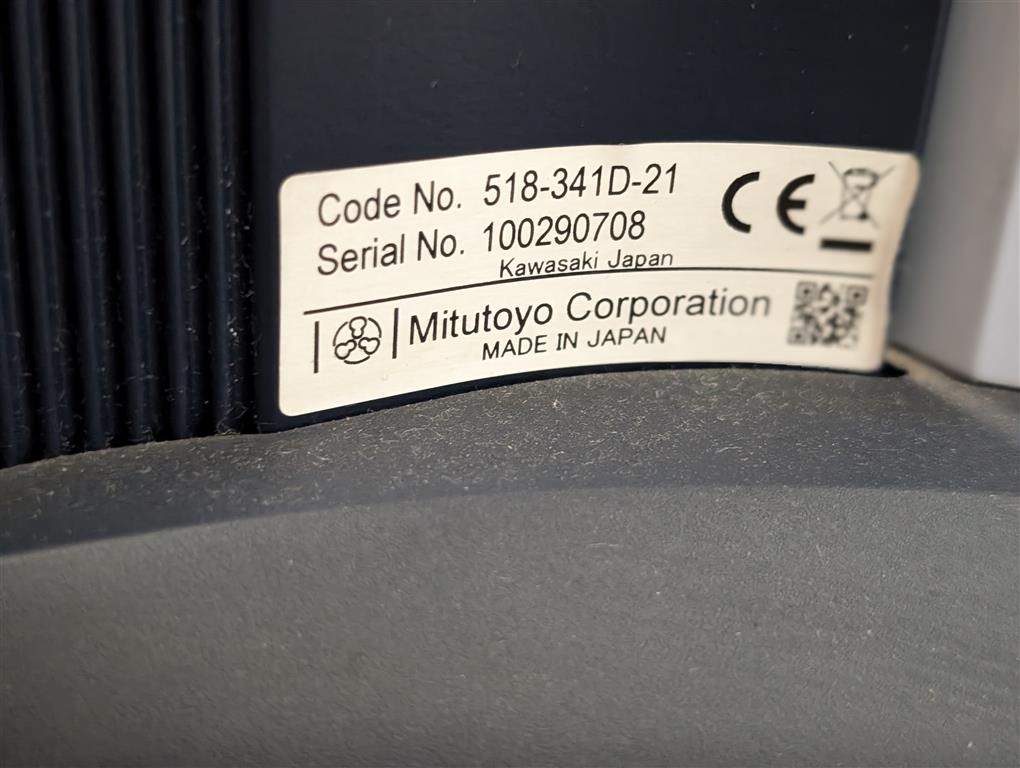 Code No. 518-341D-21
Serial No. 100290708
Kawasaki Japan
Mitutoyo Corporation
MADE IN JAPAN